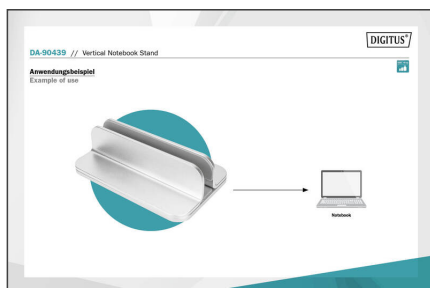 DIGITUS®
DA-90439 // Vertical Notebook Stand
Anwendungsbeispiel
Example of use
Notebook